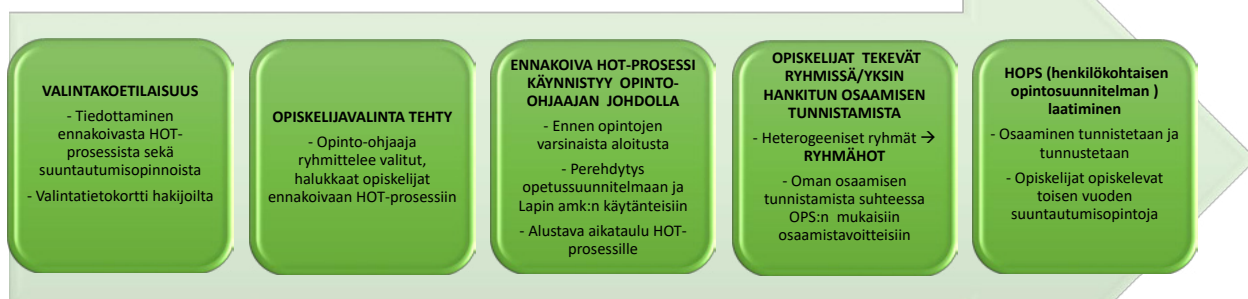 VALINTAKOETILAISUUS
- Tiedottaminen
ennakoivasta HOT-
prosessista sekä
suuntautumisopinnoista
- Valintatietokortti hakijoilta
OPISKELIJAVALINTA TEHTY
- Opinto-ohjaaja
ryhmittelee valitut,
halukkaat opiskelijat
ennakoivaan HOT-prosessiin
ENNAKOIVA HOT-PROSESSI
KÄYNNISTYY OPINTO-
OHJAAJAN JOHDOLLA
- Ennen opintojen
varsinaista aloitusta
- Perehdytys
opetussuunnitelmaan ja
Lapin amk:n käytänteisiin
- Alustava aikataulu HOT-
prosessille
OPISKELIJAT TEKEVÄT
RYHMISSÄ/YKSIN
HANKITUN OSAAMISEN
TUNNISTAMISTA
- Heterogeeniset ryhmät →
RYHMÄHOT
- Oman osaamisen
tunnistamista suhteessa
OPS:n mukaisiin
osaamistavoitteisiin
HOPS (henkilökohtaisen
opintosuunnitelman )
laatiminen
- Osaaminen tunnistetaan ja
tunnustetaan
- Opiskelijat opiskelevat
toisen vuoden
suuntautumisopintoja